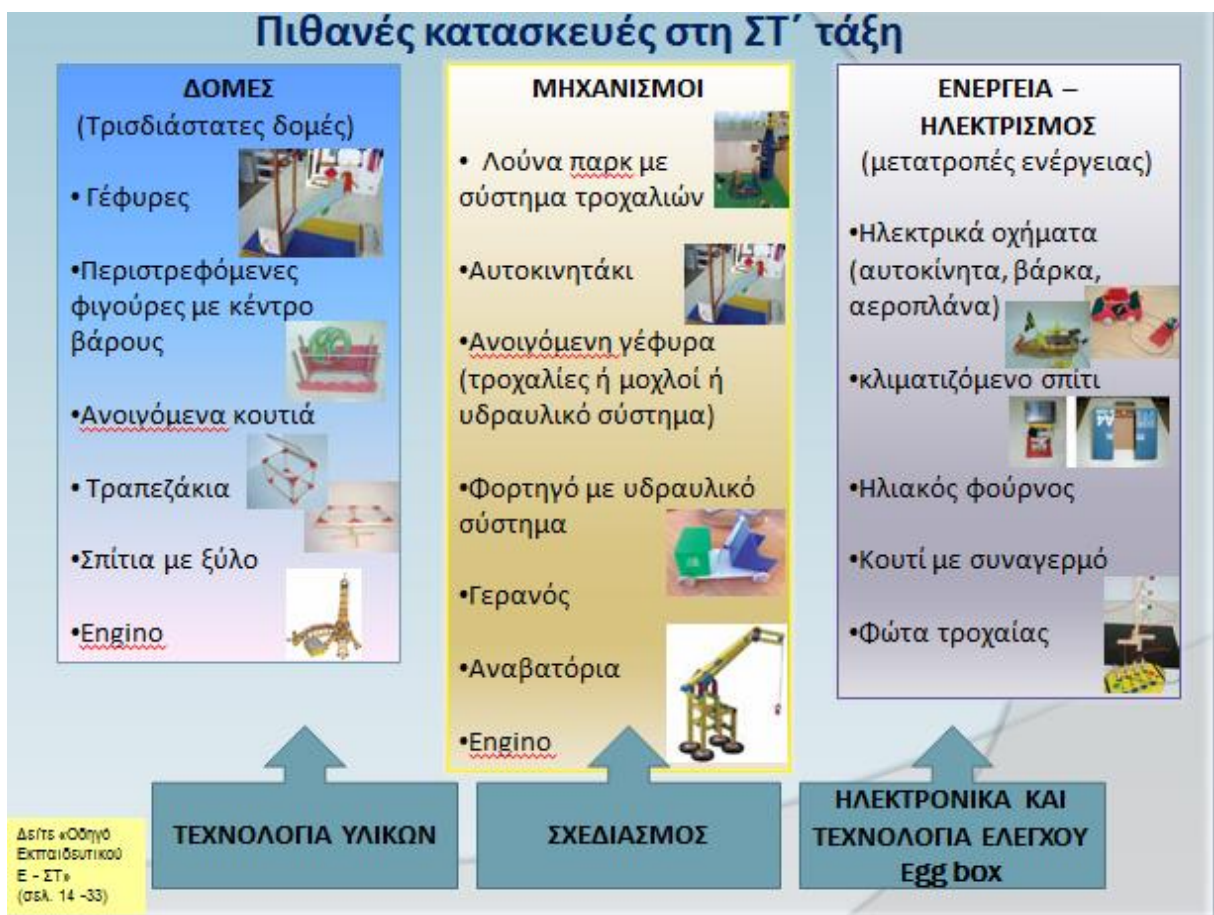 Πιθανές κατασκευές στη ΣΤ΄ τάξη
ΔΟΜΕΣ
(Τρισδιάστατες δομές)
• Γέφυρες
•Περιστρεφόμενες
φιγούρες με κέντρο
βάρους
•Ανοινόμενα κουτιά
• Τραπεζάκια
•Σπίτια με ξύλο
•Engino
ΜΗΧΑΝΙΣΜΟΙ
• Λούνα παρκ με
σύστημα τροχαλιών
•Αυτοκινητάκι
•Ανοιγόμενη γέφυρα
(τροχαλίες ή μοχλοί ή
υδραυλικό σύστημα)
•Φορτηγό με υδραυλικό
σύστημα
•Γερανός
•Αναβατόρια
•Engino
ΕΝΕΡΓΕΙΑ –
ΗΛΕΚΤΡΙΣΜΟΣ
(μετατροπές ενέργειας)
•Ηλεκτρικά οχήματα
(αυτοκίνητα, βάρκα,
αεροπλάνα)
•κλιματιζόμενο σπίτι
•Ηλιακός φούρνος
•Κουτί με συναγερμό
•Φώτα τροχαίας
ΤΕΧΝΟΛΟΓΙΑ ΥΛΙΚΩΝ
ΣΧΕΔΙΑΣΜΟΣ
ΗΛΕΚΤΡΟΝΙΚΑ ΚΑΙ
ΤΕΧΝΟΛΟΓΙΑ ΕΛΕΓΧΟΥ
Egg box
Δείτε «Οδηγό
Εκπαιδευτικού
Ε - ΣΤ»
(σελ. 14 -33)